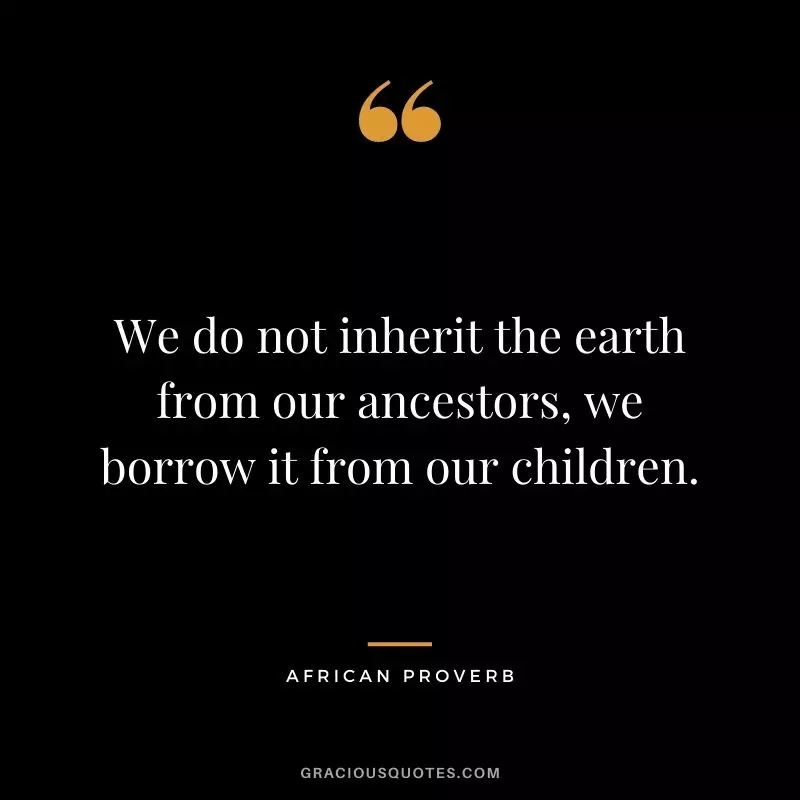 “
We do not inherit the earth
from our ancestors, we
borrow it from our children.
AFRICAN PROVERB
GRACIOUSQUOTES.COM